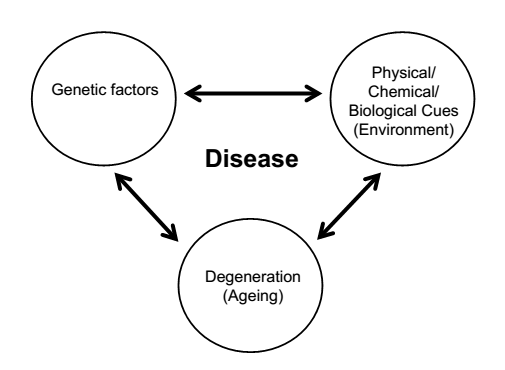 Genetic factors
Physical/
Chemical/
Biological Cues
(Environment)
Disease
Degeneration
(Ageing)